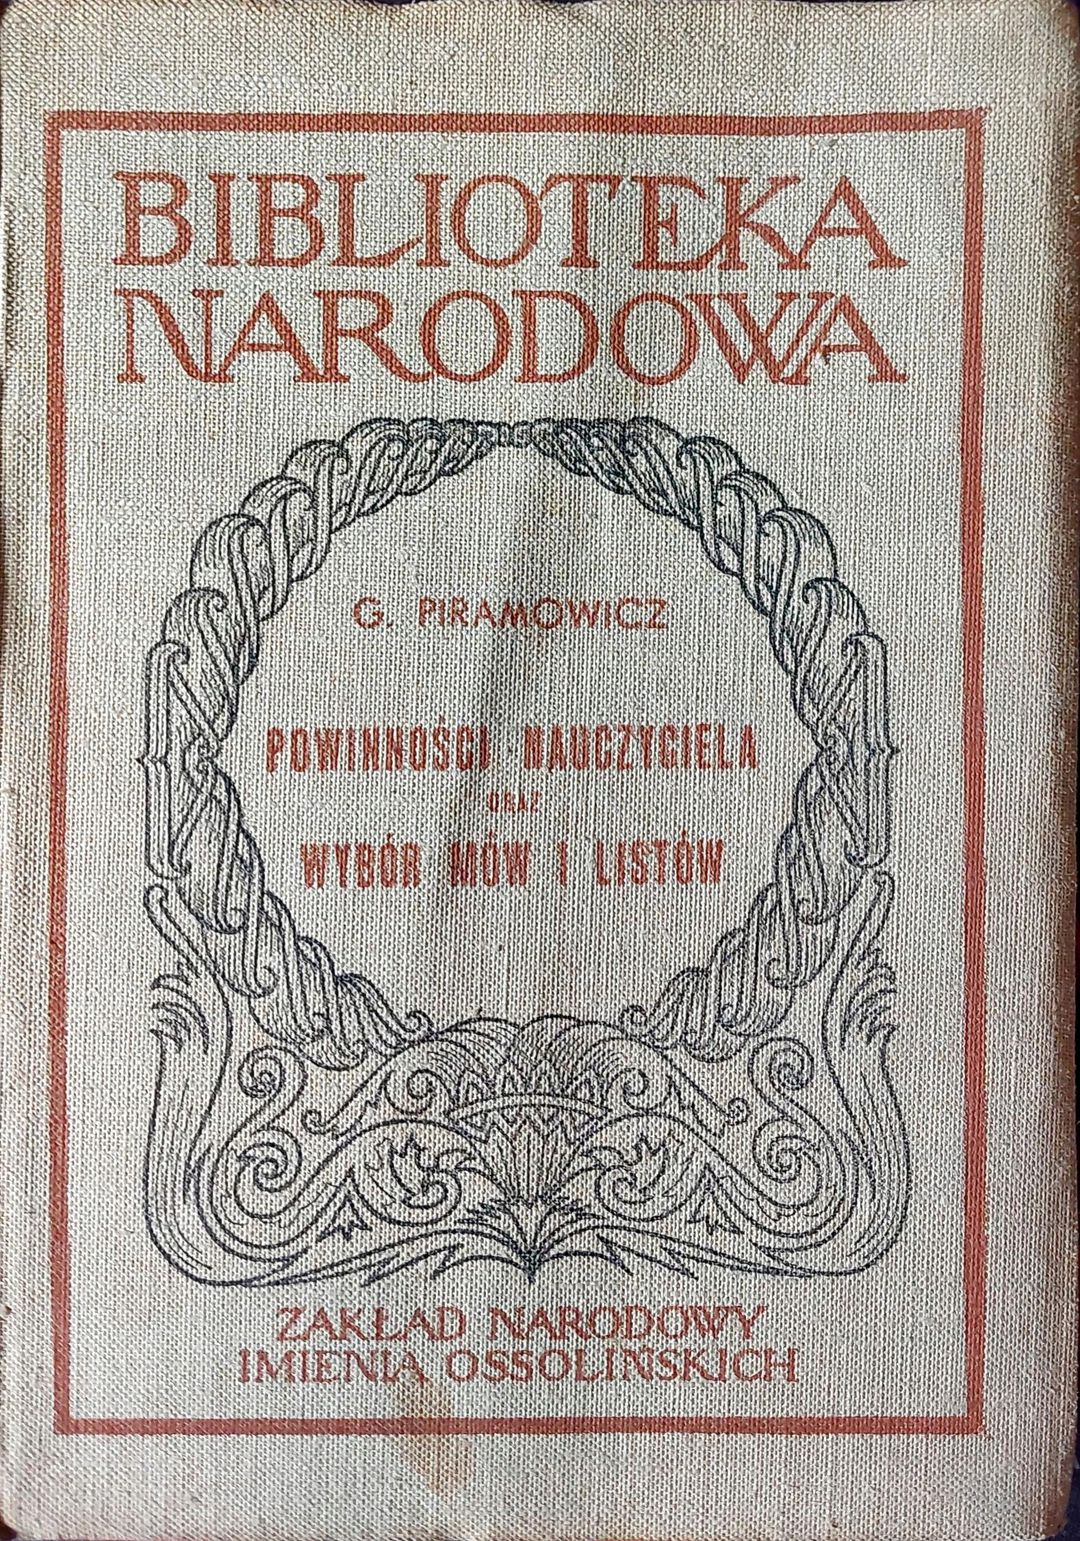 BIBLIOTEKA
NARODOWA
G. PIRAMOWICZ
POWINNOŚCI NAUCZYCIELA
ORAZ
WYBÓR MÓW I LISTÓW
ZAKŁAD NARODOWY
IMIENIA OSSOLIŃSKICH